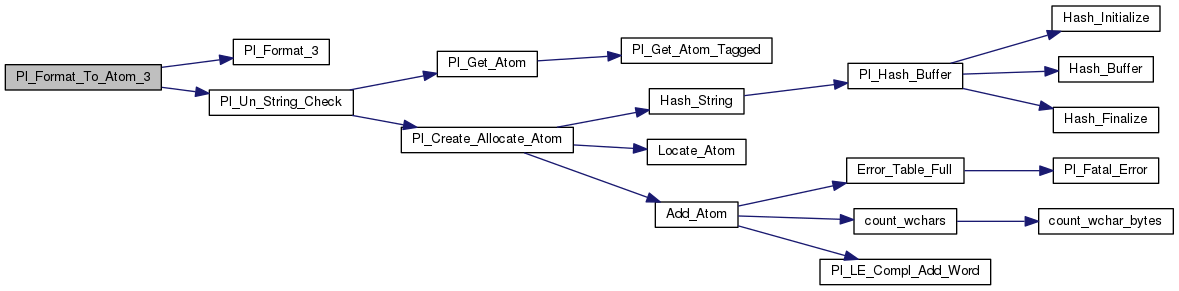 Pl_Format_To_Atom_3
Pl_Format_3
Pl_Un_String_Check
Pl_Get_Atom
Pl_Get_Atom_Tagged
Pl_Create_Allocate_Atom
Hash_String
Pl_Hash_Buffer
Hash_Initialize
Hash_Buffer
Hash_Finalize
Locate_Atom
Add_Atom
Error_Table_Full
Pl_Fatal_Error
count_wchars
count_wchar_bytes
Pl_LE_Compl_Add_Word